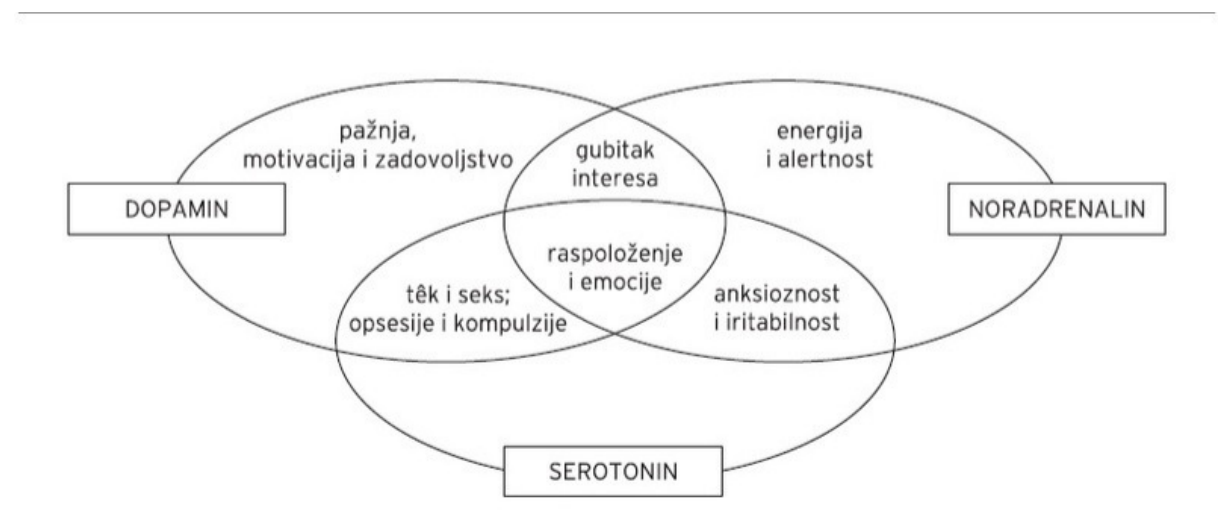 pažnja,
motivacija i zadovoljstvo
gubitak
interesa
energija
i alertnost
DOPAMIN
NORADRENALIN
raspoloženje
i emocije
têk i seks;
opsesije i kompulzije
anksioznost
i iritabilnost
SEROTONIN